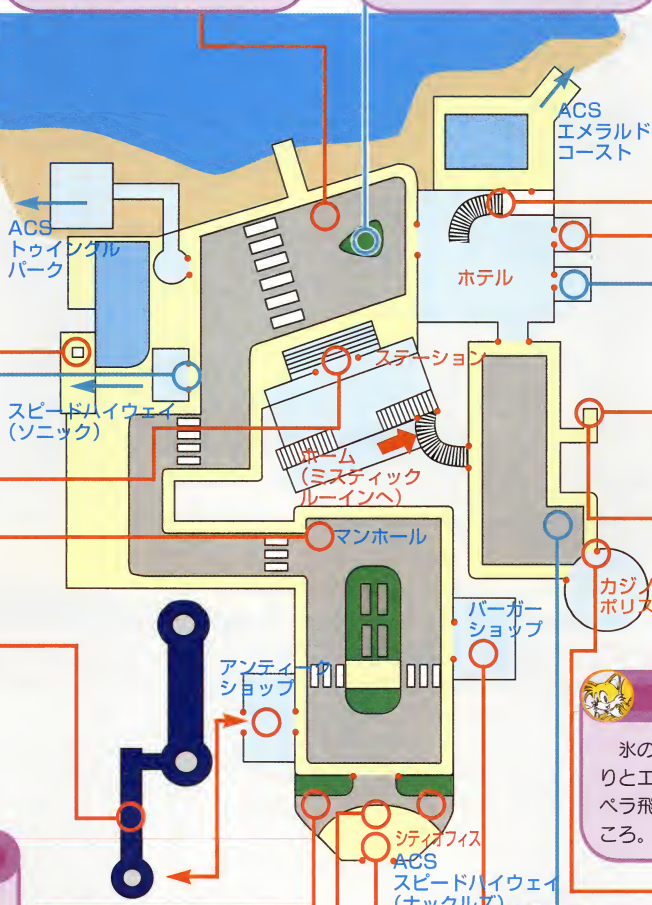 ACS
エメラルド
コースト
ACS
トゥインクル
パーク
ホテル
ステーション
スピードハイウェイ
(ソニック)
ホーム
(ミスティック
ルーインへ)
マンホール
カジノ
ポリス
バーガー
ショップ
アンティーク
ショップ
氷の
りとエ
ペラ飛
ころ。
シティオフィス
ACS
スピードハイウェイ
(ナックルズ)